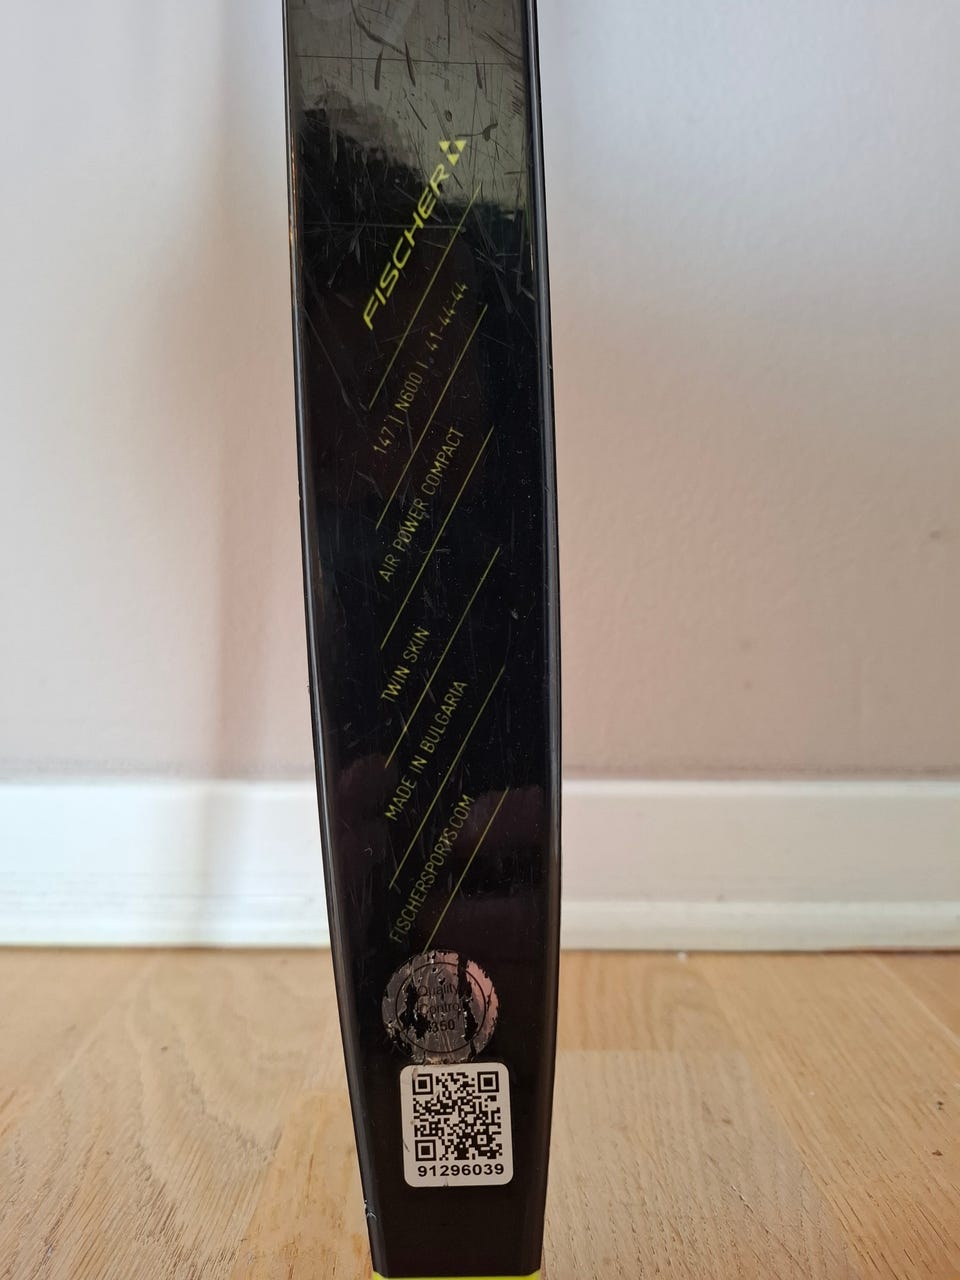 FISCHER
147 | N600 | 41-44-44
AIR POWER COMPACT
TWIN SKIN
MADE IN BULGARIA
FISCHERSPORTS.COM
Quality
Control
350
91296039